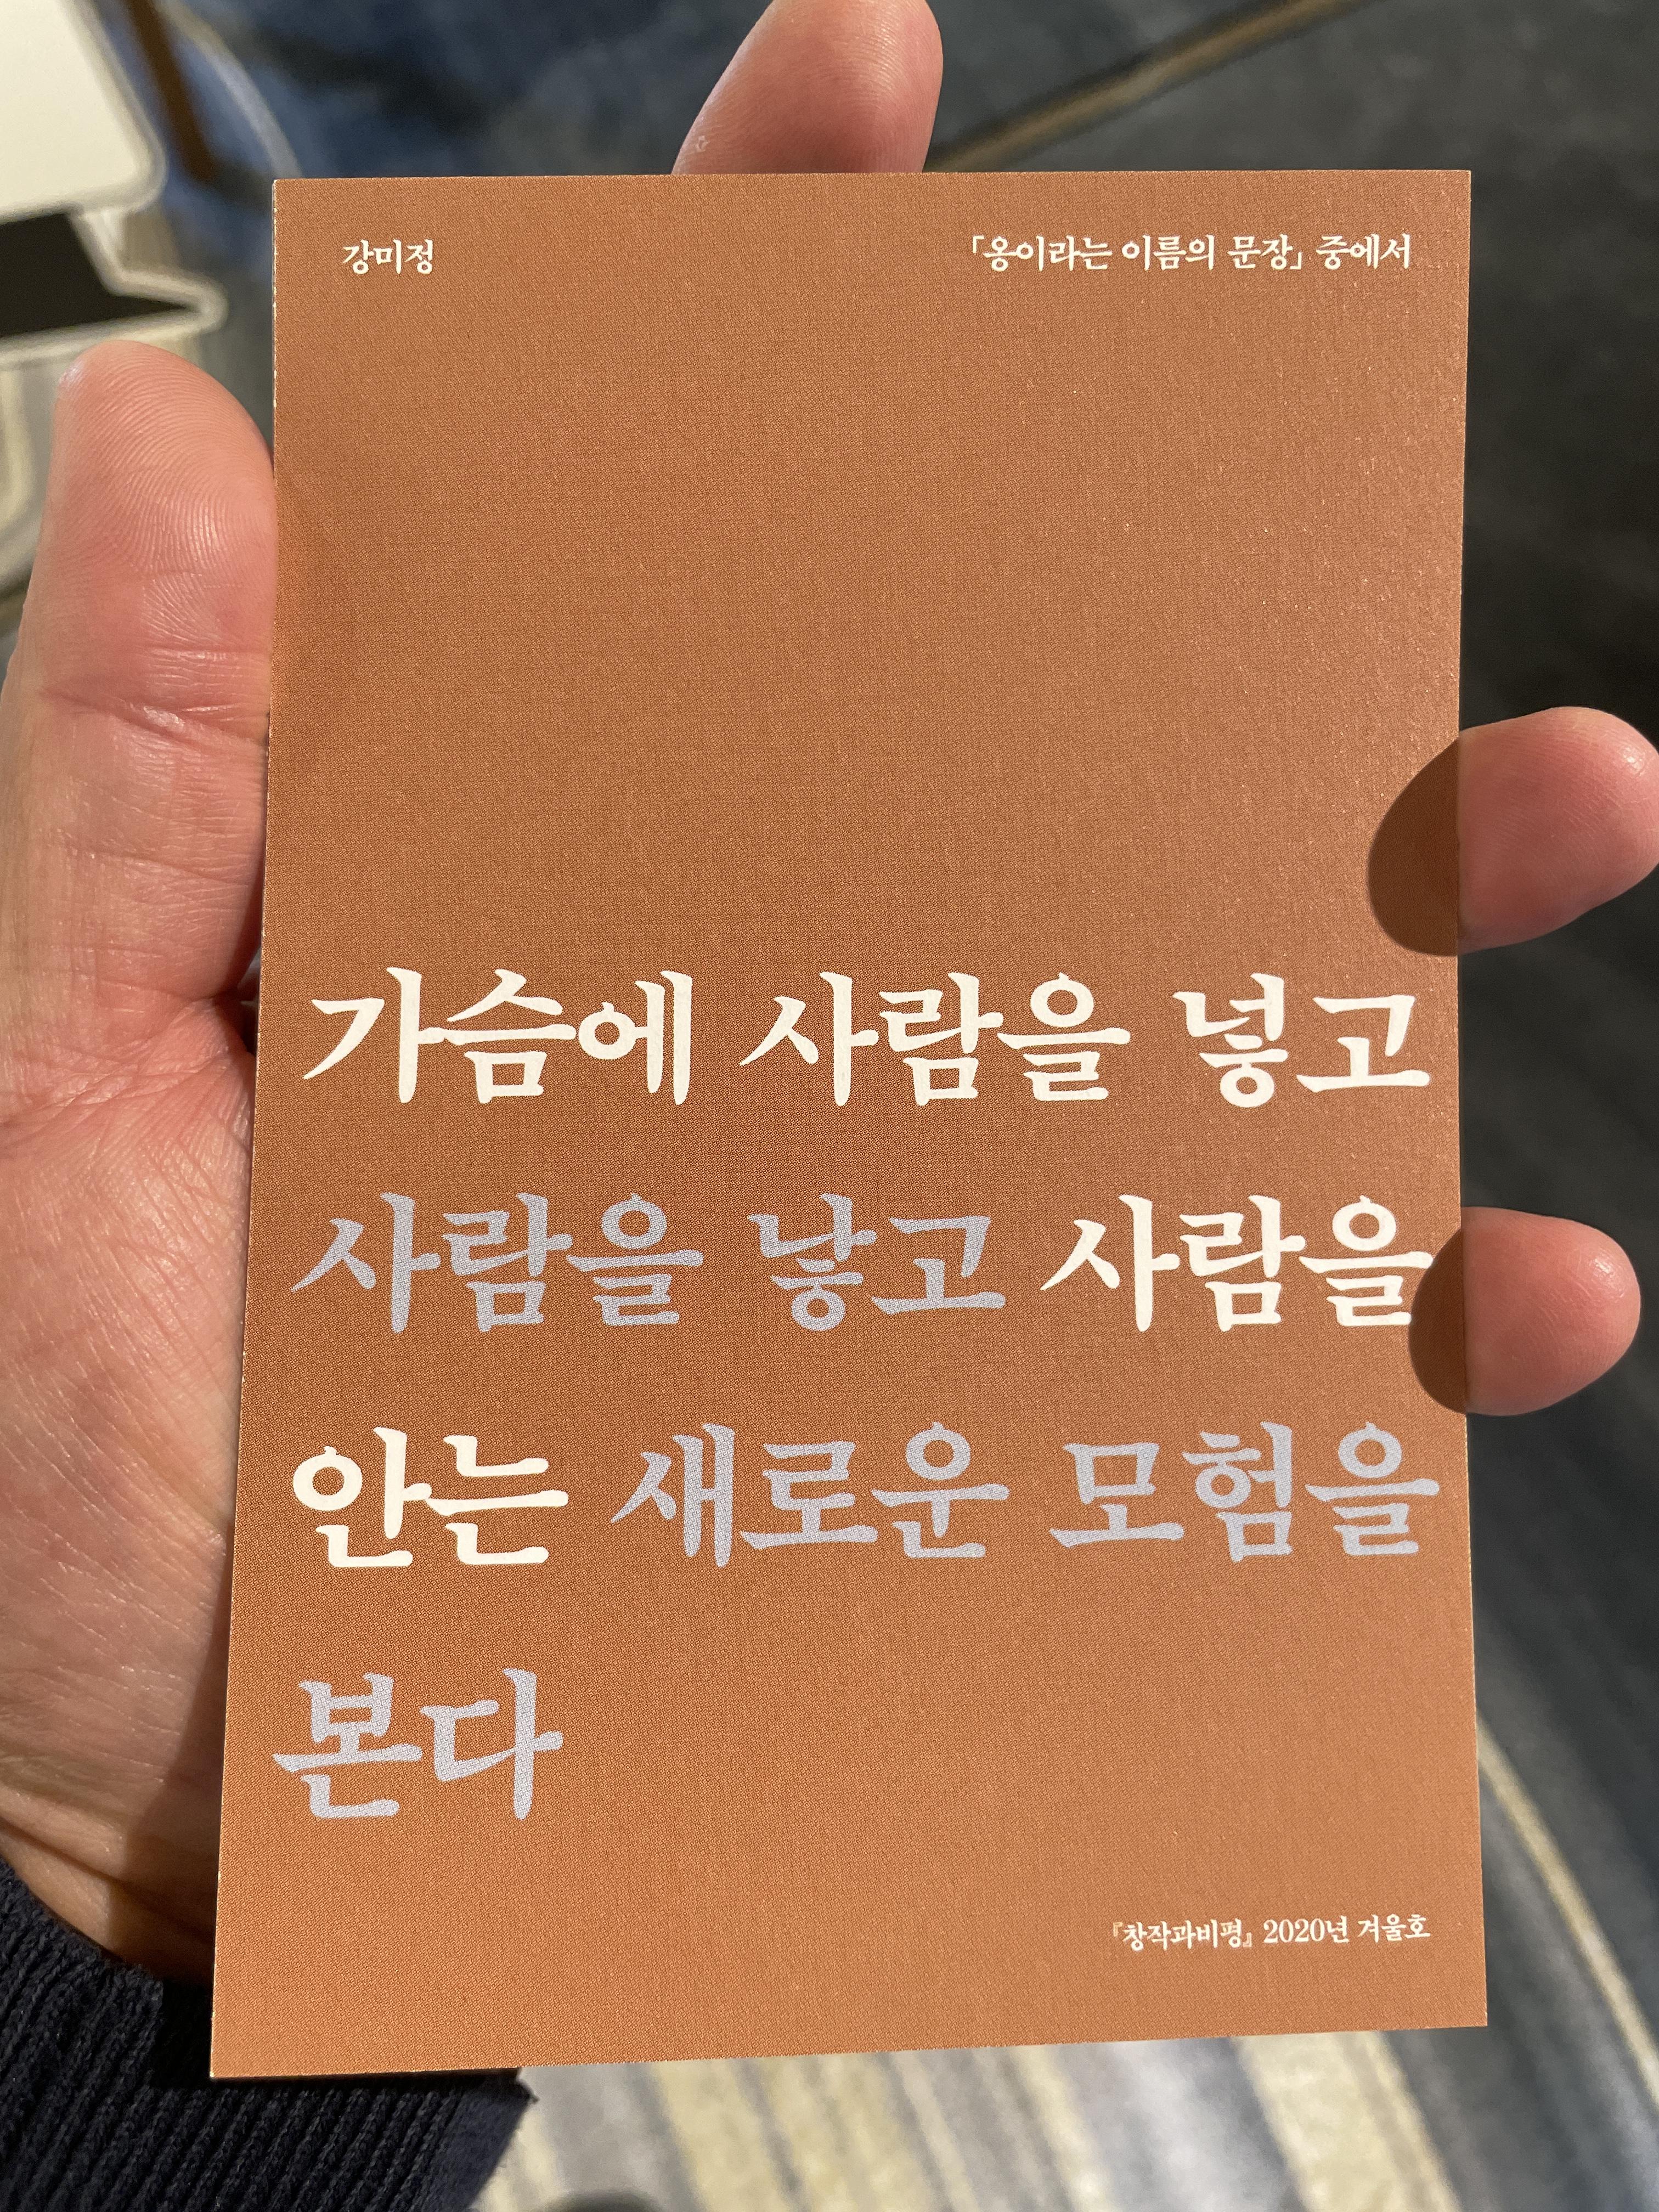 강미정
「옹이라는 이름의 문장」 중에서
가슴에 사람을 넣고
사람을 낳고 사람을
안는 새로운 모험을
본다
『창작과비평』 2020년 겨울호